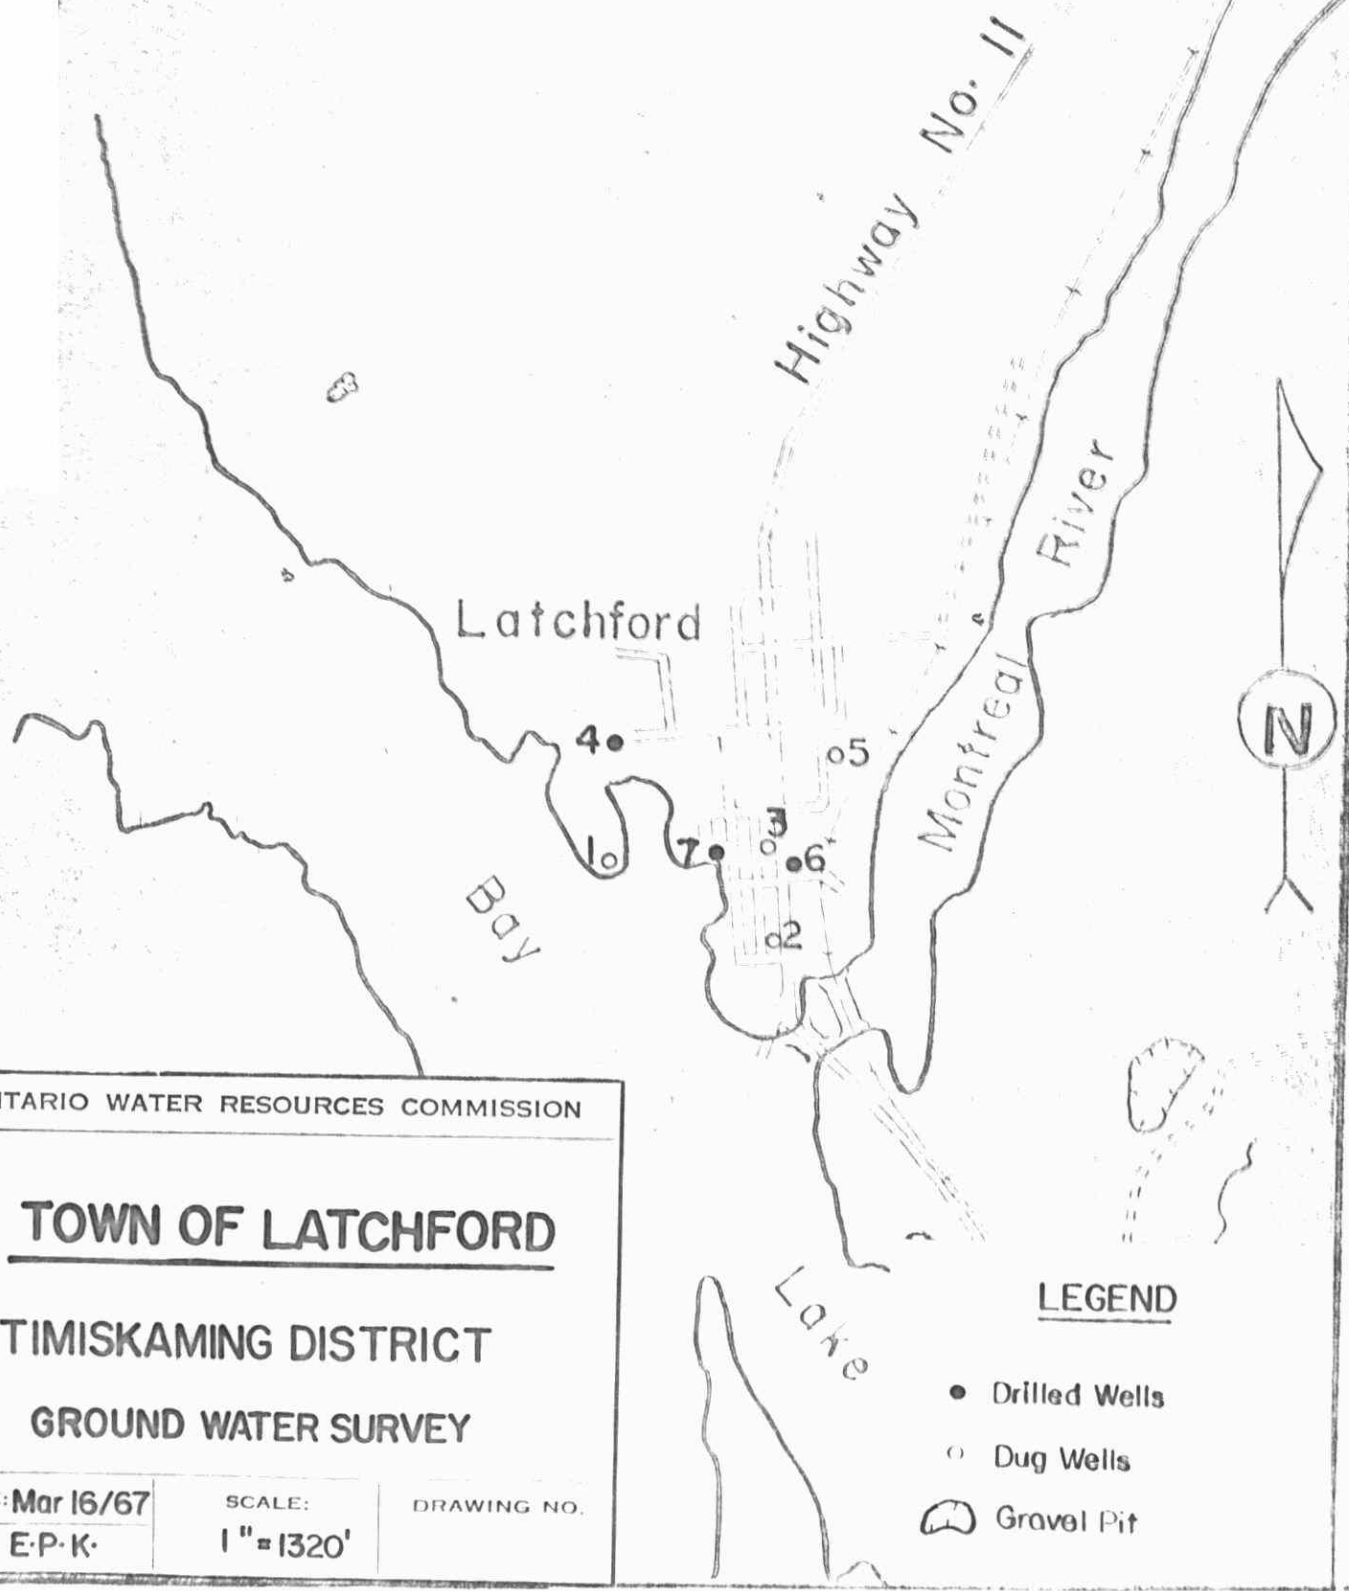 Highway No. 11
Montreal River
N
Latchford
4
5
3
1
7
6
2
Bay
Lake
WATER RESOURCES COMMISSION
TOWN OF LATCHFORD
TIMISKAMING DISTRICT
GROUND WATER SURVEY
Mar 16/67
SCALE:
DRAWING NO.
E.P.K.
1"=1320'
LEGEND
Drilled Wells
Dug Wells
Gravel Pit